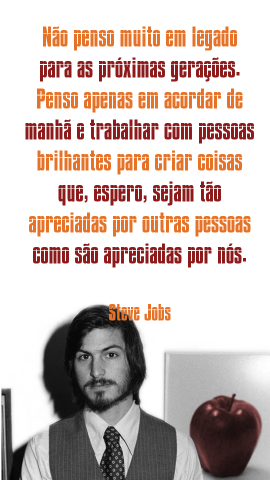 Não penso muito em legado
para as próximas gerações.
Penso apenas em acordar de
manhã e trabalhar com pessoas
brilhantes para criar coisas
que, espero, sejam tão
apreciadas por outras pessoas
como são apreciadas por nós.
Steve Jobs